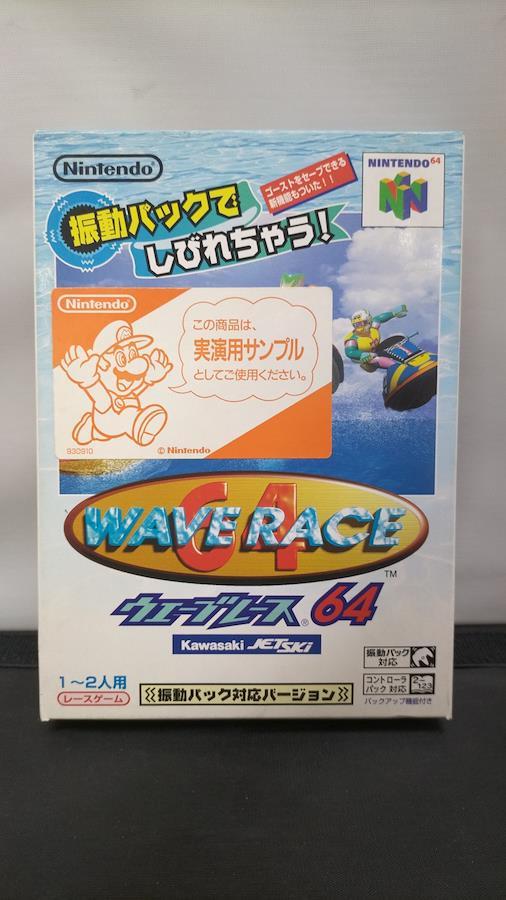 Nintendo®
NINTENDO64
ゴーストをセーブできる
新機能もついた!!
振動パックで
しびれちゃう!
Nintendo®
この商品は、
実演用サンプル
としてご使用ください。
930910
© Nintendo
WAVE RACE
64
TM
ウエーブレース®64
Kawasaki JETSKI
振動パック
対応
コントローラ
パック 対応
2~
123
バックアップ機能付き
1〜2人用
レースゲーム
振動パック対応バージョン